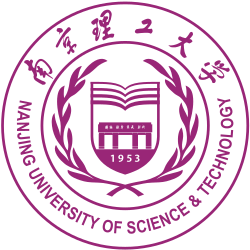 南京理工大学
1953
NANJING UNIVERSITY OF SCIENCE & TECHNOLOGY